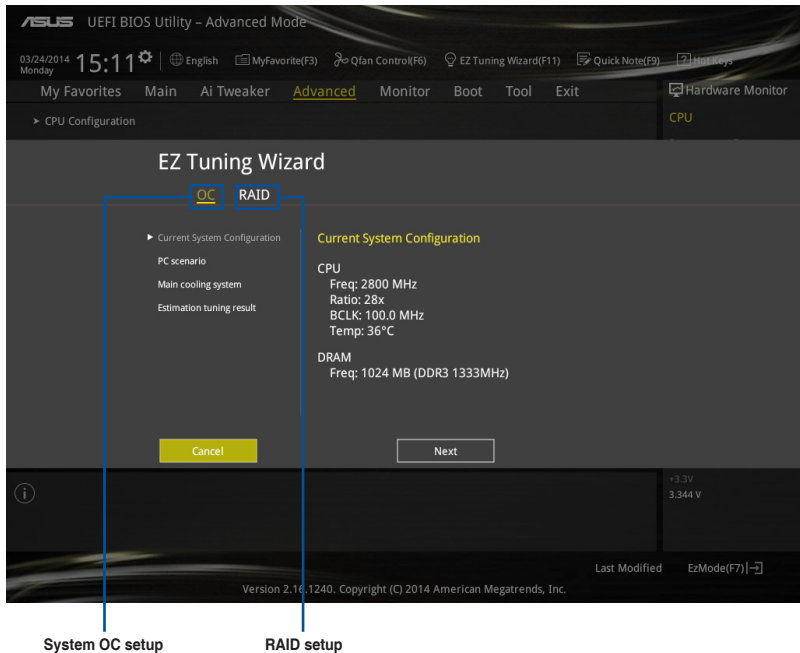 ASUS UEFI BIOS Utility – Advanced Mode
03/24/2014 Monday 15:11 English MyFavorite(F3) Qfan Control(F6) EZ Tuning Wizard(F11) Quick Note(F9) ? Hot Keys
My Favorites Main Ai Tweaker Advanced Monitor Boot Tool Exit Hardware Monitor
> CPU Configuration CPU
EZ Tuning Wizard
OC RAID
Current System Configuration
PC scenario
Main cooling system
Estimation tuning result
Current System Configuration
CPU
Freq: 2800 MHz
Ratio: 28x
BCLK: 100.0 MHz
Temp: 36°C
DRAM
Freq: 1024 MB (DDR3 1333MHz)
Cancel Next
+3.3V
3.344 V
Last Modified EzMode(F7)
Version 2.16.1240. Copyright (C) 2014 American Megatrends, Inc.
System OC setup RAID setup